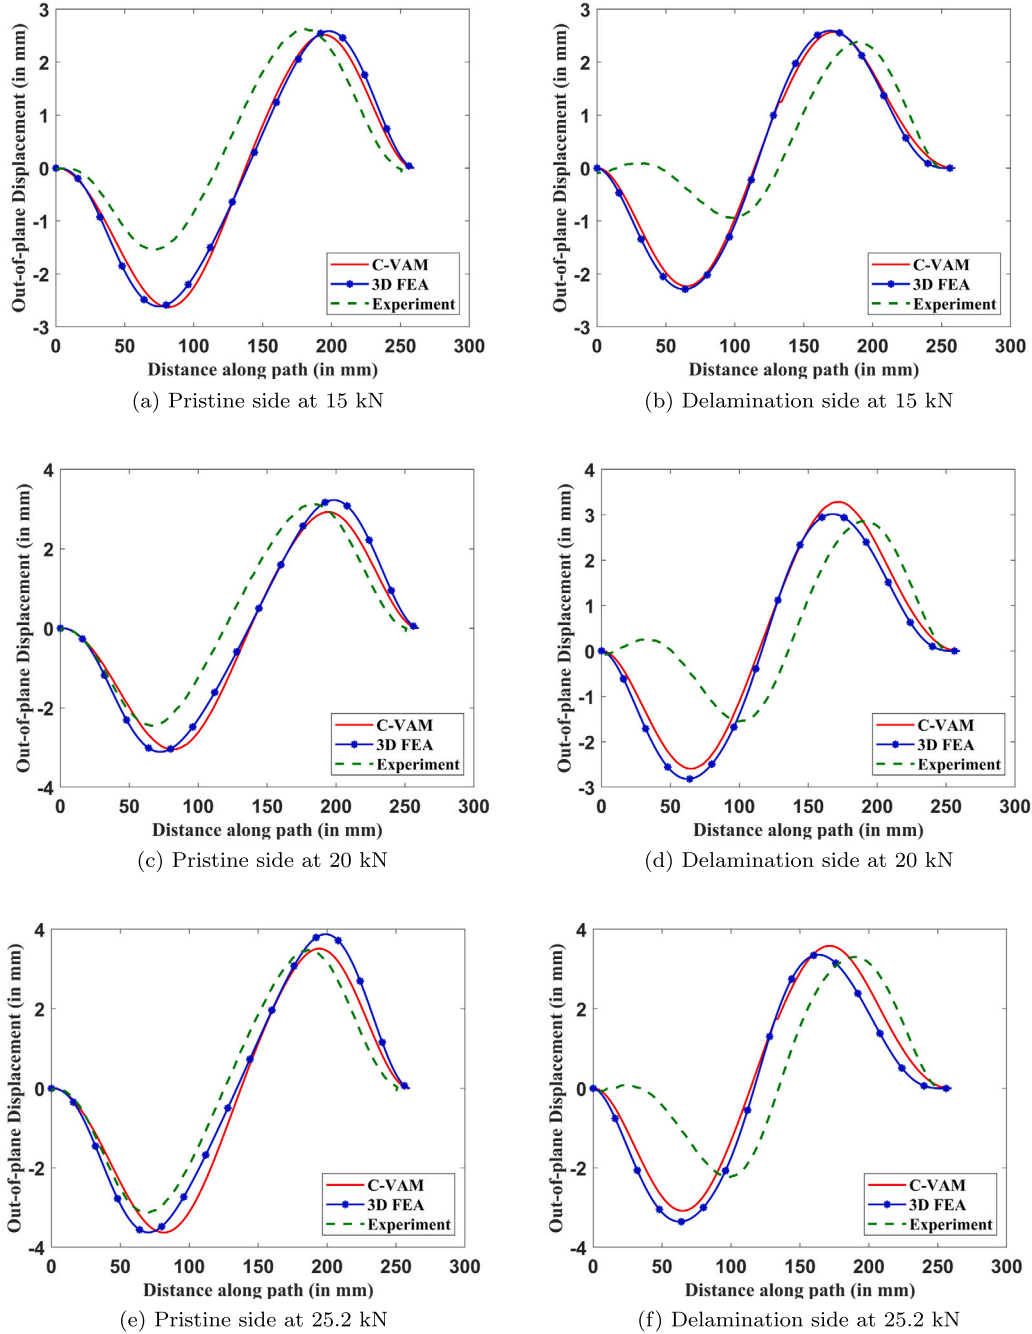 3
2
1
0
-1
-2
-3
0 50 100 150 200 250 300
Out-of-plane Displacement (in mm)
Distance along path (in mm)
C-VAM
3D FEA
Experiment
(a) Pristine side at 15 kN
3
2
1
0
-1
-2
-3
0 50 100 150 200 250 300
Out-of-plane Displacement (in mm)
Distance along path (in mm)
C-VAM
3D FEA
Experiment
(b) Delamination side at 15 kN
4
2
0
-2
-4
0 50 100 150 200 250 300
Out-of-plane Displacement (in mm)
Distance along path (in mm)
C-VAM
3D FEA
Experiment
(c) Pristine side at 20 kN
4
3
2
1
0
-1
-2
-3
0 50 100 150 200 250 300
Out-of-plane Displacement (in mm)
Distance along path (in mm)
C-VAM
3D FEA
Experiment
(d) Delamination side at 20 kN
4
2
0
-2
-4
0 50 100 150 200 250 300
Out-of-plane Displacement (in mm)
Distance along path (in mm)
C-VAM
3D FEA
Experiment
(e) Pristine side at 25.2 kN
4
2
0
-2
-4
0 50 100 150 200 250 300
Out-of-plane Displacement (in mm)
Distance along path (in mm)
C-VAM
3D FEA
Experiment
(f) Delamination side at 25.2 kN